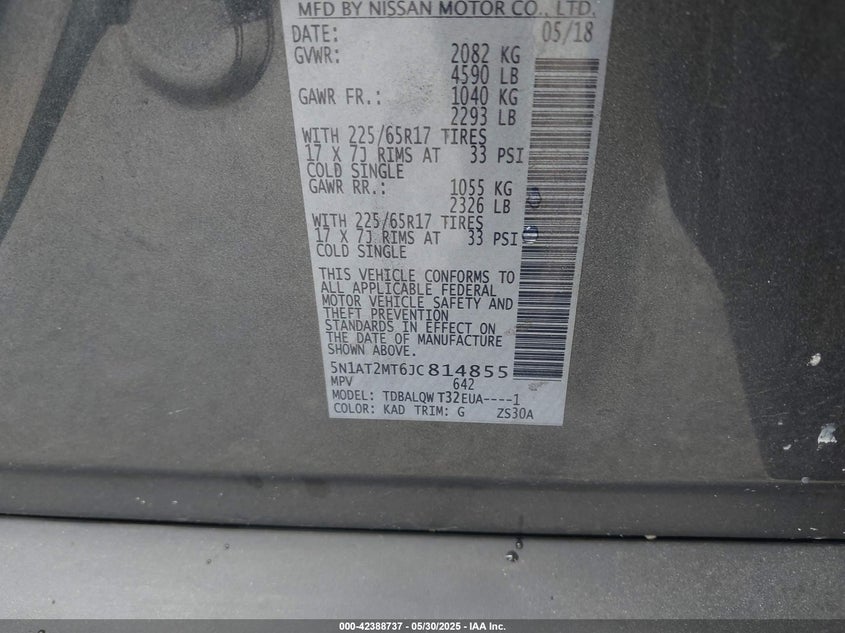 MFD BY NISSAN MOTOR CO., LTD.
DATE: 05/18
GVWR: 2082 KG
4590 LB
GAWR FR.: 1040 KG
2293 LB
WITH 225/65R17 TIRES
17 X 7J RIMS AT 33 PSI
COLD SINGLE
GAWR RR.: 1055 KG
2326 LB
WITH 225/65R17 TIRES
17 X 7J RIMS AT 33 PSI
COLD SINGLE
THIS VEHICLE CONFORMS TO
ALL APPLICABLE FEDERAL
MOTOR VEHICLE SAFETY AND
THEFT PREVENTION
STANDARDS IN EFFECT ON
THE DATE OF MANUFACTURE
SHOWN ABOVE.
5N1AT2MT6JC814855
MPV 642
MODEL: TDBALQW T32EUA----1
COLOR: KAD TRIM: G ZS30A
000-42388737 - 05/30/2025 - IAA Inc.